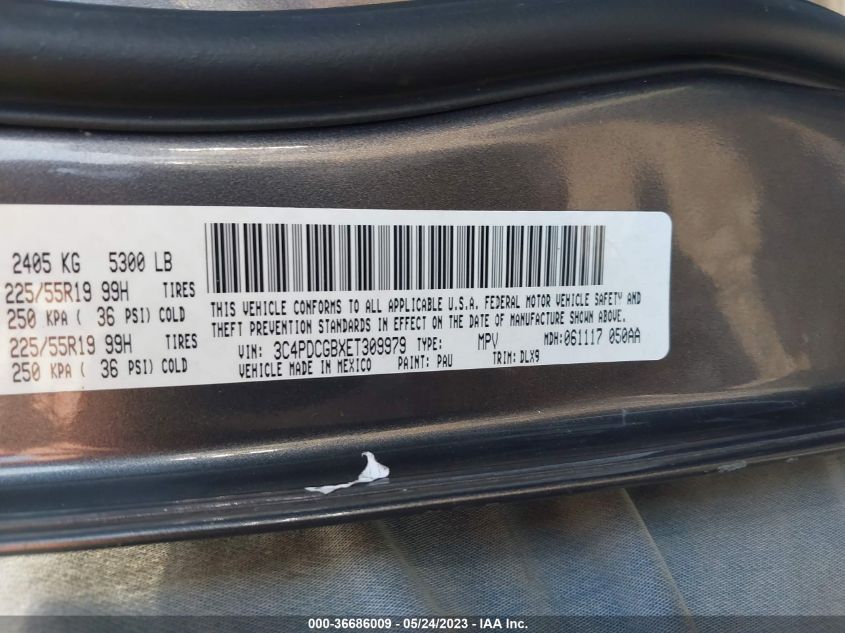 2405 KG 5300 LB
225/55R19 99H TIRES
250 KPA ( 36 PSI) COLD
225/55R19 99H TIRES
250 KPA ( 36 PSI) COLD
THIS VEHICLE CONFORMS TO ALL APPLICABLE U.S.A. FEDERAL MOTOR VEHICLE SAFETY AND
THEFT PREVENTION STANDARDS IN EFFECT ON THE DATE OF MANUFACTURE SHOWN ABOVE.
VIN: 3C4PDCGBXET309979 TYPE: MPV MDH: 061117 050AA
VEHICLE MADE IN MEXICO PAINT: PAU TRIM: DLX9
000-36686009 - 05/24/2023 - IAA Inc.